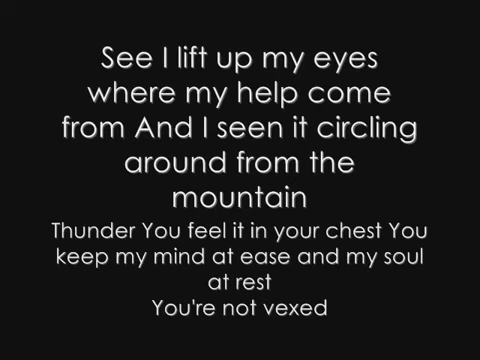 See I lift up my eyes
where my help come
from And I seen it circling
around from the
mountain
Thunder You feel it in your chest You
keep my mind at ease and my soul
at rest
You're not vexed